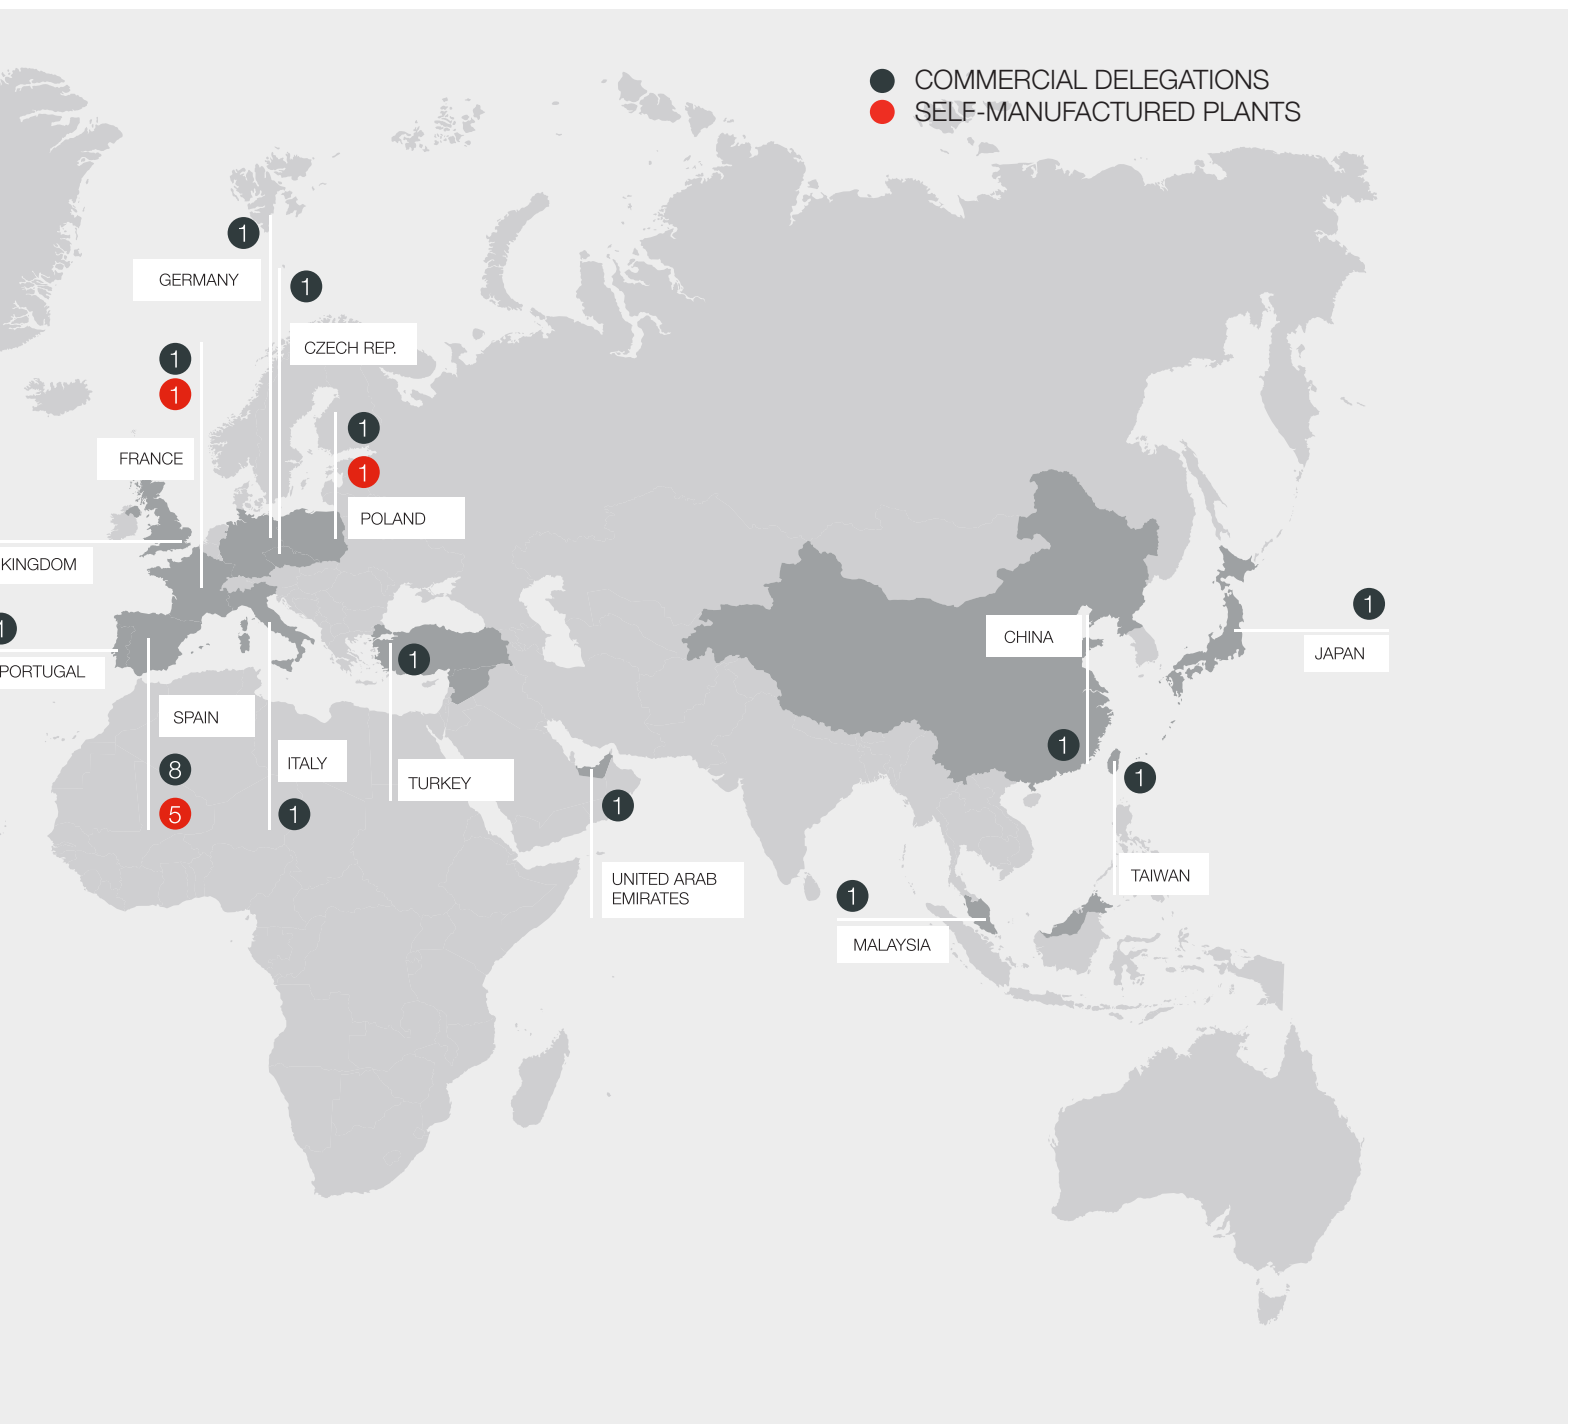 COMMERCIAL DELEGATIONS
SELF-MANUFACTURED PLANTS
1
GERMANY
1
CZECH REP.
1
1
FRANCE
1
1
POLAND
KINGDOM
1
PORTUGAL
SPAIN
8
5
ITALY
1
1
TURKEY
1
UNITED ARAB
EMIRATES
CHINA
1
1
JAPAN
1
TAIWAN
1
MALAYSIA